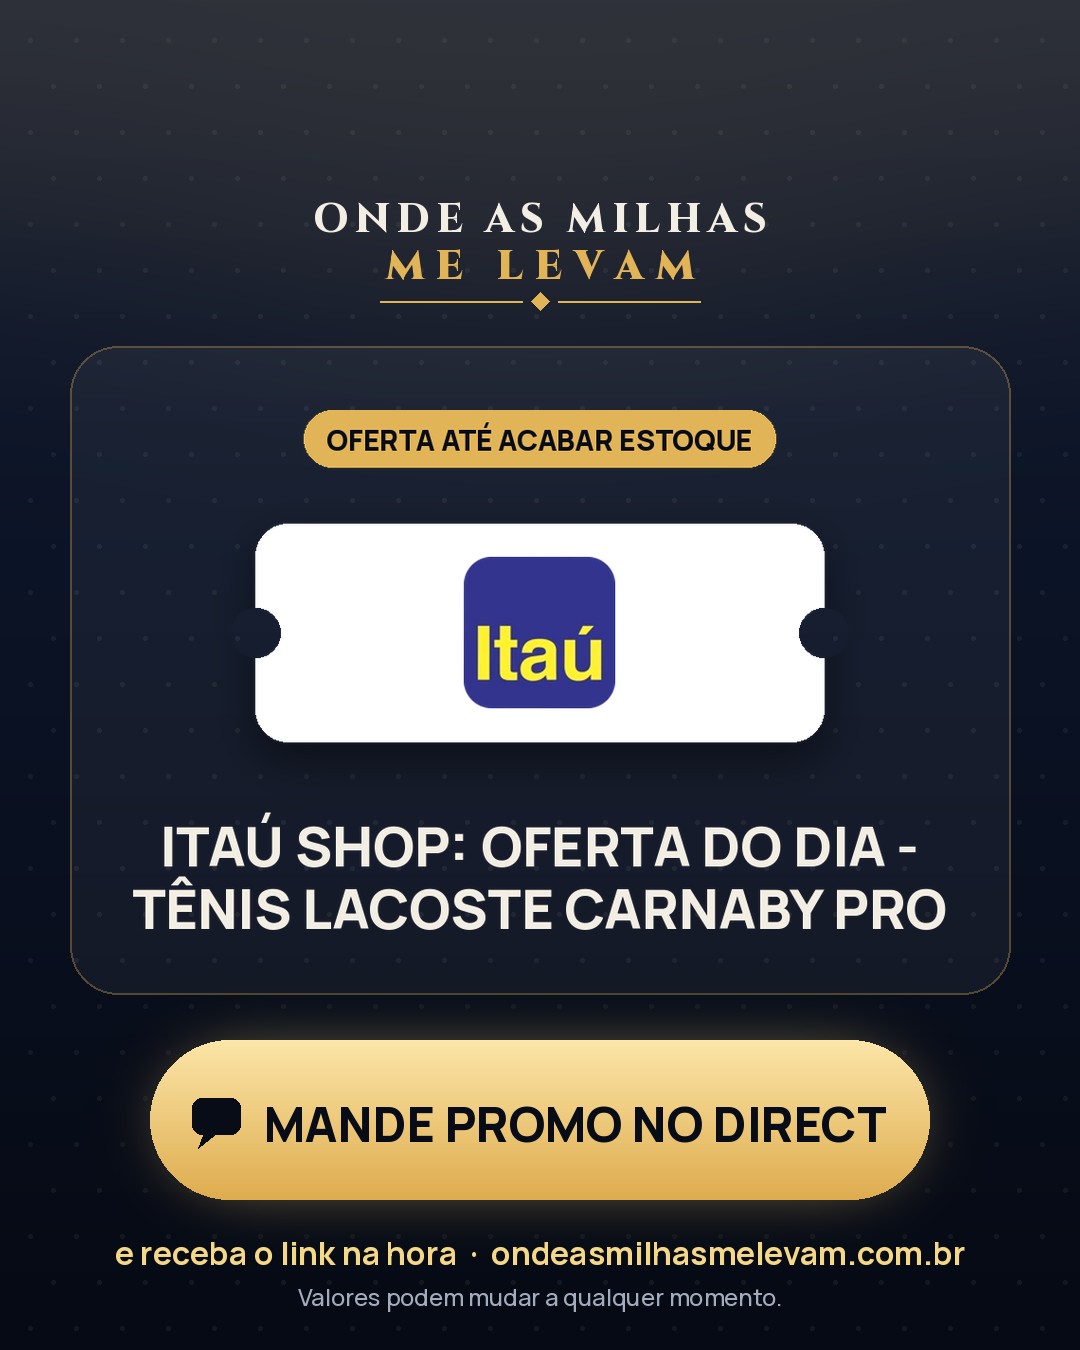 ONDE AS MILHAS
ME LEVAM
OFERTA ATÉ ACABAR ESTOQUE
Itaú
ITAÚ SHOP: OFERTA DO DIA -
TÊNIS LACOSTE CARNABY PRO
MANDE PROMO NO DIRECT
e receba o link na hora · ondeasmilhasmelevam.com.br
Valores podem mudar a qualquer momento.